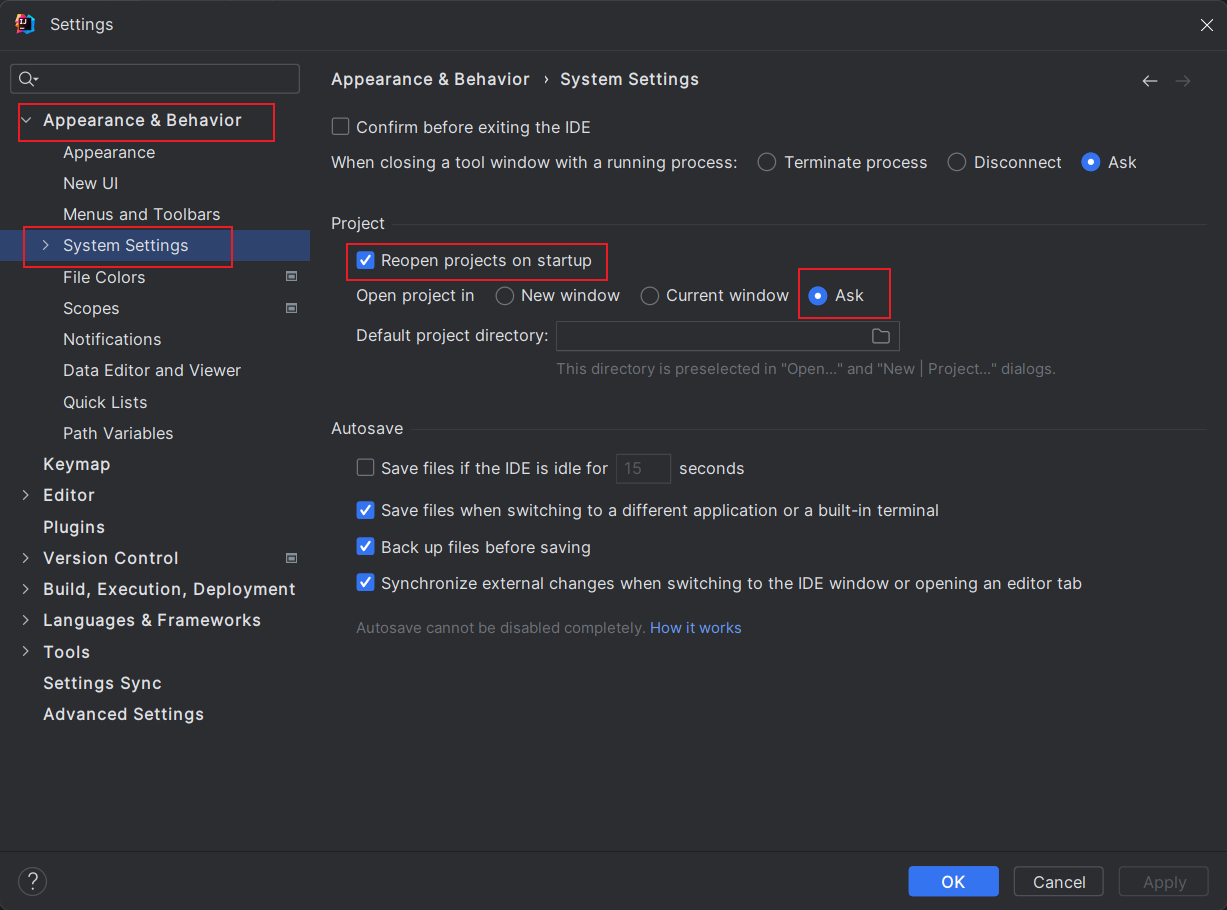 Settings
Appearance & Behavior
Appearance
New UI
Menus and Toolbars
System Settings
File Colors
Scopes
Notifications
Data Editor and Viewer
Quick Lists
Path Variables
Keymap
Editor
Plugins
Version Control
Build, Execution, Deployment
Languages & Frameworks
Tools
Settings Sync
Advanced Settings
Appearance & Behavior › System Settings
Confirm before exiting the IDE
When closing a tool window with a running process: Terminate process Disconnect Ask
Project
Reopen projects on startup
Open project in New window Current window Ask
Default project directory:
This directory is preselected in "Open..." and "New | Project..." dialogs.
Autosave
Save files if the IDE is idle for 15 seconds
Save files when switching to a different application or a built-in terminal
Back up files before saving
Synchronize external changes when switching to the IDE window or opening an editor tab
Autosave cannot be disabled completely. How it works
? OK Cancel Apply